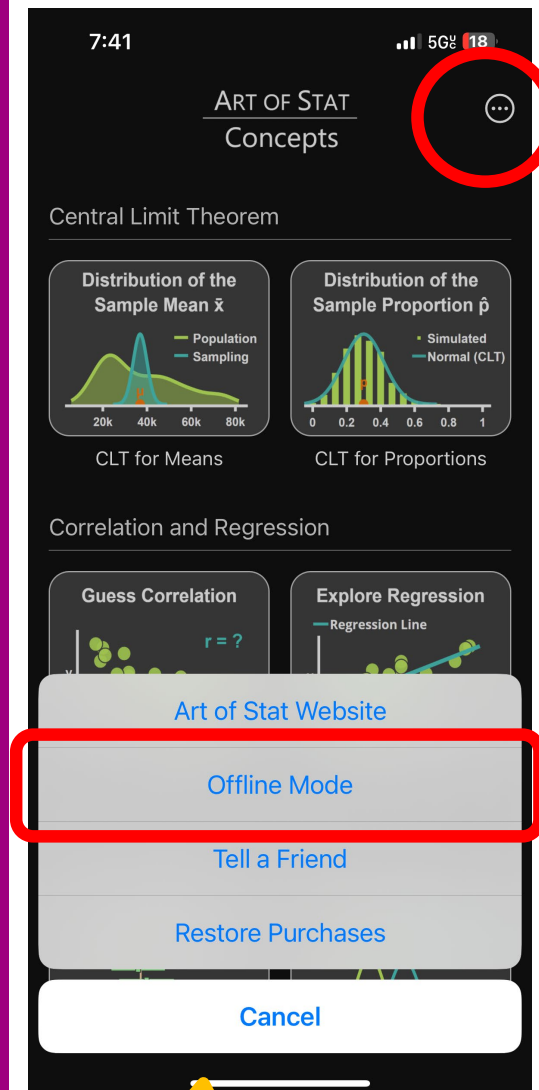 7:41
5G 18
ART OF STAT
Concepts
Central Limit Theorem
Distribution of the
Sample Mean x̄
Population
Sampling
μ
20k 40k 60k 80k
CLT for Means
Distribution of the
Sample Proportion p̂
Simulated
Normal (CLT)
p
0 0.2 0.4 0.6 0.8 1
CLT for Proportions
Correlation and Regression
Guess Correlation
r = ?
Explore Regression
Regression Line
Art of Stat Website
Offline Mode
Tell a Friend
Restore Purchases
Cancel